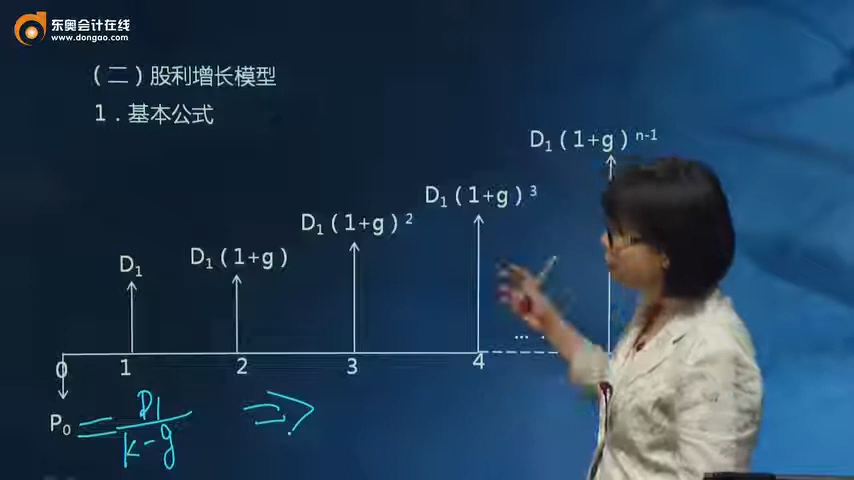 东奥会计在线
www.dongao.com
（二）股利增长模型
1．基本公式
D₁（1+g）ⁿ⁻¹
D₁（1+g）³
D₁（1+g）²
D₁（1+g）
D₁
…
0 1 2 3 4
P₀ = D1 / k-g ⇒